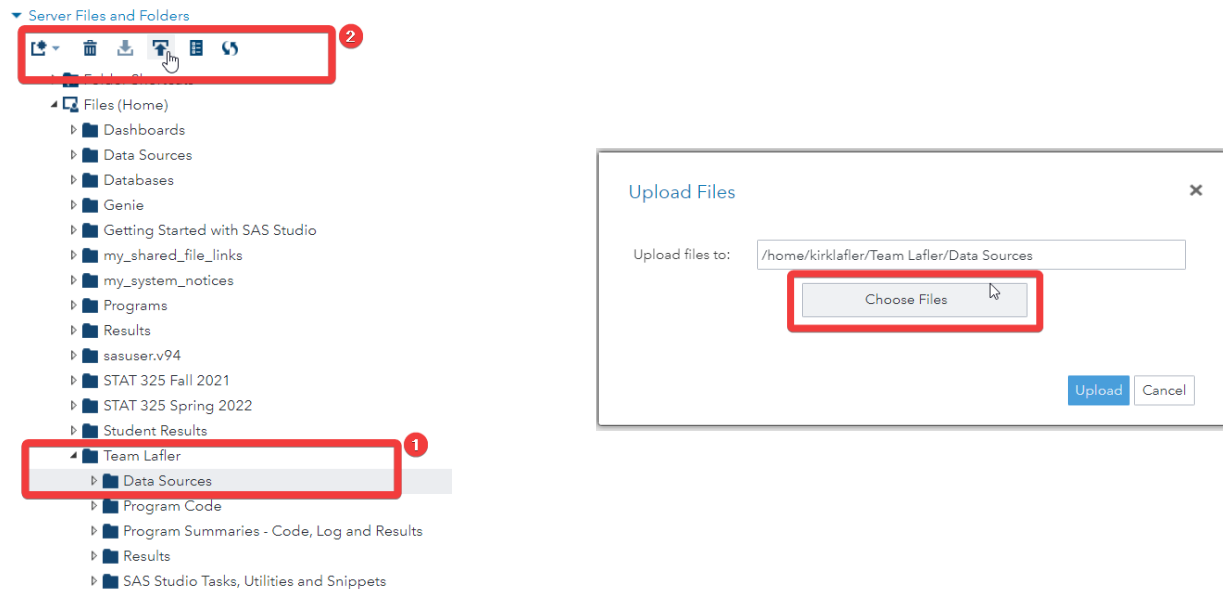 Server Files and Folders
2
Folder Shortcuts
Files (Home)
Dashboards
Data Sources
Databases
Genie
Getting Started with SAS Studio
my_shared_file_links
my_system_notices
Programs
Results
sasuser.v94
STAT 325 Fall 2021
STAT 325 Spring 2022
Student Results
Team Lafler
1
Data Sources
Program Code
Program Summaries - Code, Log and Results
Results
SAS Studio Tasks, Utilities and Snippets
Upload Files
Upload files to: /home/kirklafler/Team Lafler/Data Sources
Choose Files
Upload Cancel